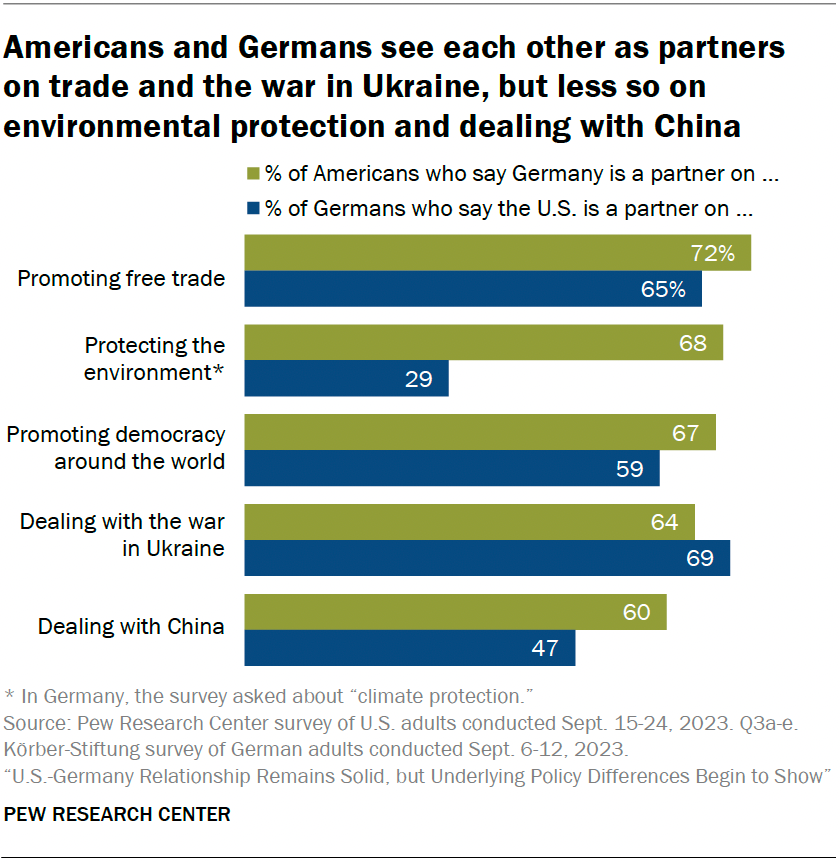 Americans and Germans see each other as partners
on trade and the war in Ukraine, but less so on
environmental protection and dealing with China
% of Americans who say Germany is a partner on ...
% of Germans who say the U.S. is a partner on ...
Promoting free trade
72%
65%
Protecting the
environment*
68
29
Promoting democracy
around the world
67
59
Dealing with the war
in Ukraine
64
69
Dealing with China
60
47
* In Germany, the survey asked about “climate protection.”
Source: Pew Research Center survey of U.S. adults conducted Sept. 15-24, 2023. Q3a-e.
Körber-Stiftung survey of German adults conducted Sept. 6-12, 2023.
“U.S.-Germany Relationship Remains Solid, but Underlying Policy Differences Begin to Show”
PEW RESEARCH CENTER